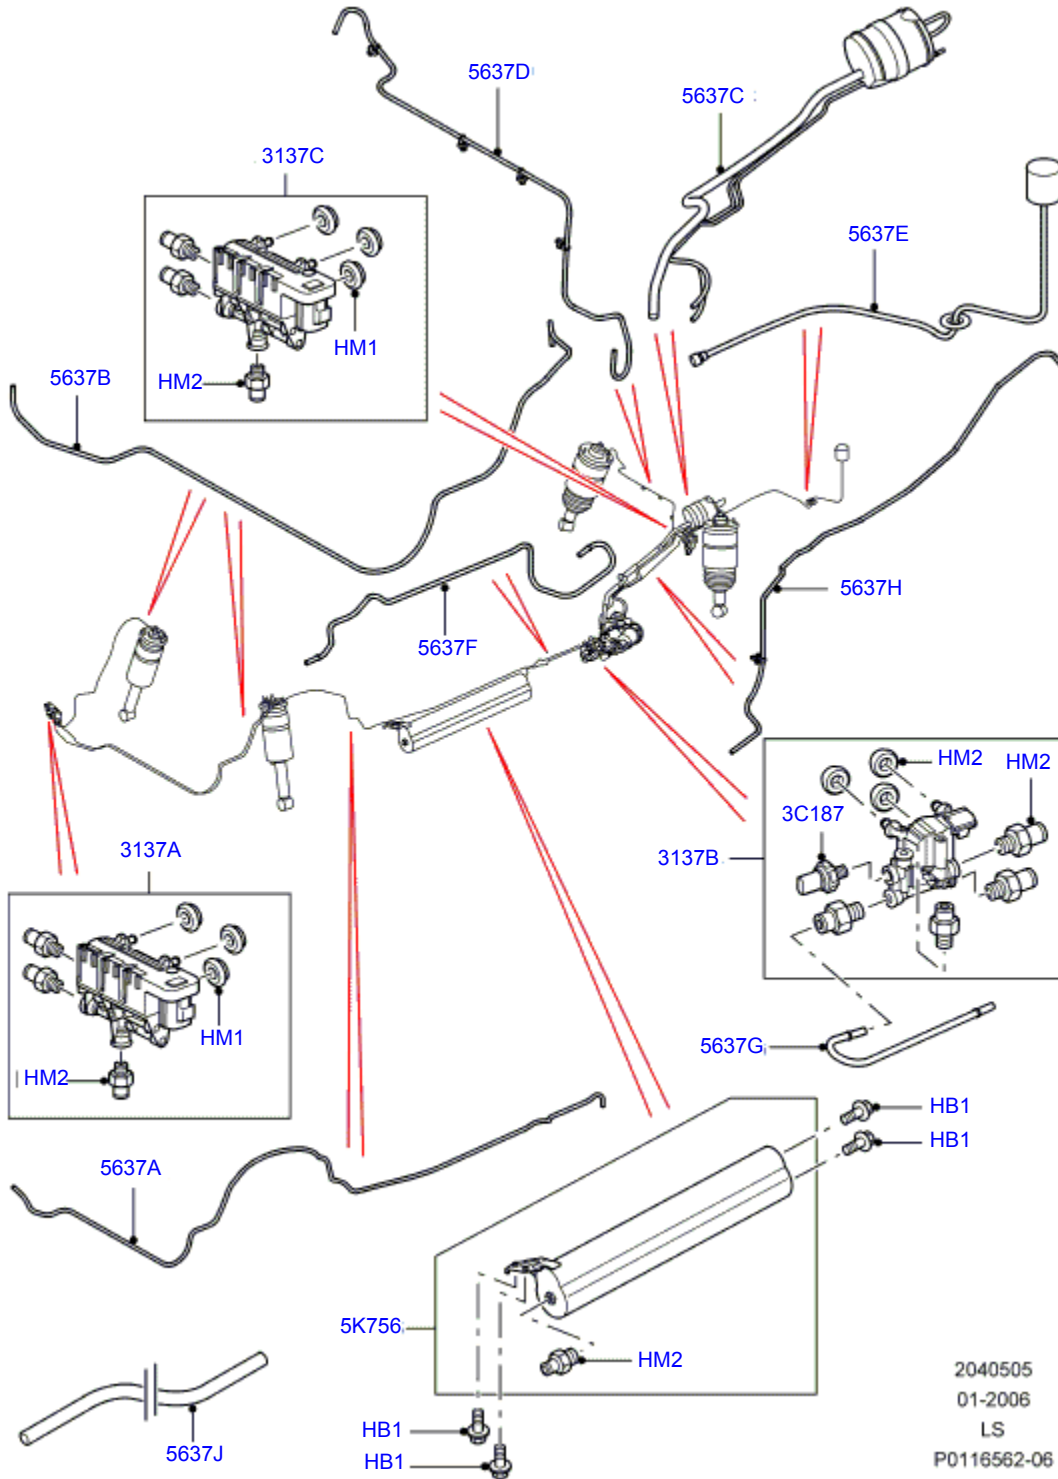 5637D
5637C :
3137C
5637E
HM1
5637B
HM2
5637H
5637F
HM2
HM2
3C187
3137A
3137B
HM1
5637G
HM2
HB1
HB1
5637A
5K756
HM2
2040505
01-2006
HB1
LS
5637J
HB1
P0116562-06